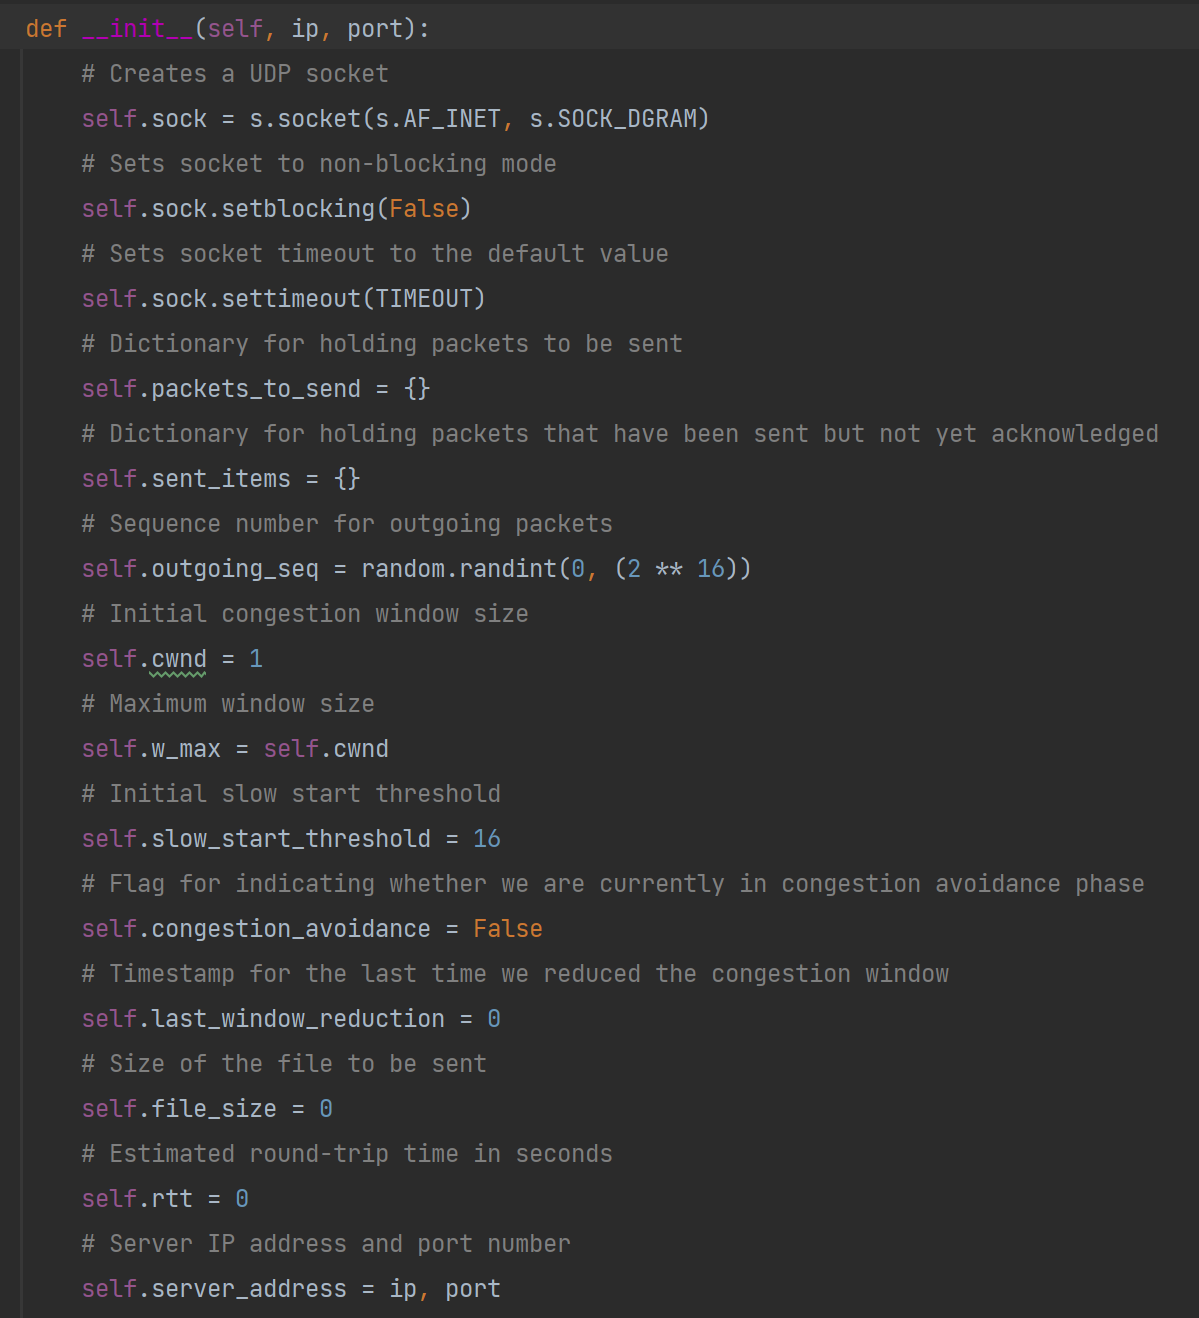 def __init__(self, ip, port):
    # Creates a UDP socket
    self.sock = s.socket(s.AF_INET, s.SOCK_DGRAM)
    # Sets socket to non-blocking mode
    self.sock.setblocking(False)
    # Sets socket timeout to the default value
    self.sock.settimeout(TIMEOUT)
    # Dictionary for holding packets to be sent
    self.packets_to_send = {}
    # Dictionary for holding packets that have been sent but not yet acknowledged
    self.sent_items = {}
    # Sequence number for outgoing packets
    self.outgoing_seq = random.randint(0, (2 ** 16))
    # Initial congestion window size
    self.cwnd = 1
    # Maximum window size
    self.w_max = self.cwnd
    # Initial slow start threshold
    self.slow_start_threshold = 16
    # Flag for indicating whether we are currently in congestion avoidance phase
    self.congestion_avoidance = False
    # Timestamp for the last time we reduced the congestion window
    self.last_window_reduction = 0
    # Size of the file to be sent
    self.file_size = 0
    # Estimated round-trip time in seconds
    self.rtt = 0
    # Server IP address and port number
    self.server_address = ip, port